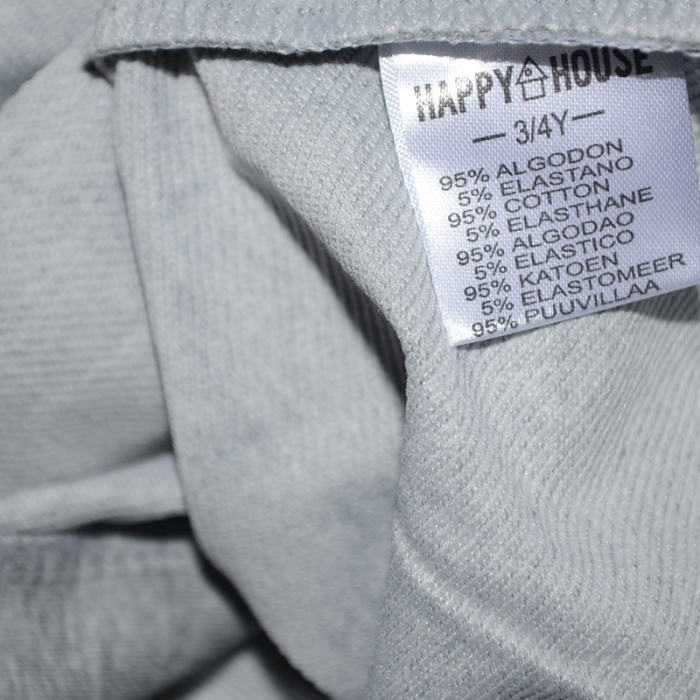 HAPPY HOUSE
— 3/4Y —
95% ALGODON
5% ELASTANO
95% COTTON
5% ELASTHANE
95% ALGODAO
5% ELASTICO
95% KATOEN
5% ELASTOMEER
95% PUUVILLAA